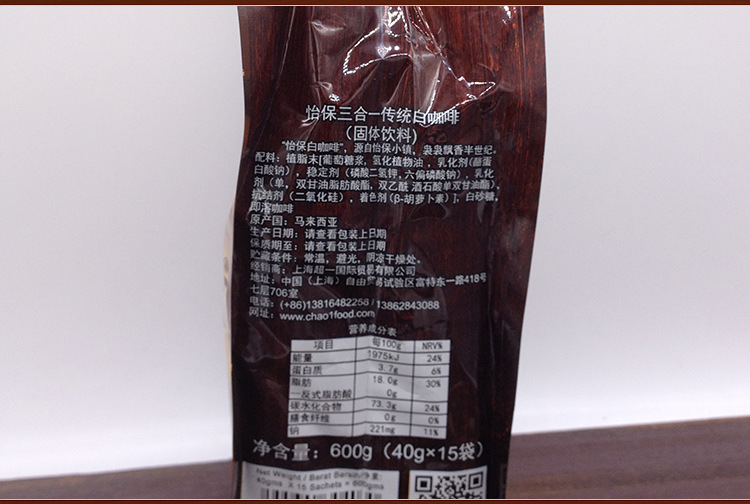 怡保三合一传统白咖啡
（固体饮料）
"怡保白咖啡"，源自怡保小镇，袅袅飘香半世纪。
配料：植脂末[葡萄糖浆，氢化植物油，乳化剂（酪蛋
白酸钠），稳定剂（磷酸二氢钾，六偏磷酸钠），乳化
剂（单，双甘油脂肪酸酯，双乙酰 酒石酸单双甘油酯），
抗结剂（二氧化硅），着色剂（β-胡萝卜素）]，白砂糖，
即溶咖啡
原产国：马来西亚
生产日期：请查看包装上日期
保质期至：请查看包装上日期
贮藏条件：常温，避光，阴凉干燥处。
经销商：上海超一国际贸易有限公司
地址：中国（上海）自由贸易试验区富特东一路418号
七层706室
电话：(+86)13816482258/13862843088
网址：www.chao1food.com
营养成分表
项目 每100g NRV%
能量 1975kJ 24%
蛋白质 3.7g 6%
脂肪 18.0g 30%
—反式脂肪酸 0g
碳水化合物 73.3g 24%
膳食纤维 0g 0%
钠 221mg 11%
净含量：600g（40g×15袋）
Net Weight / Berat Bersih/净重:
40gms X 15 Sachets = 600gms